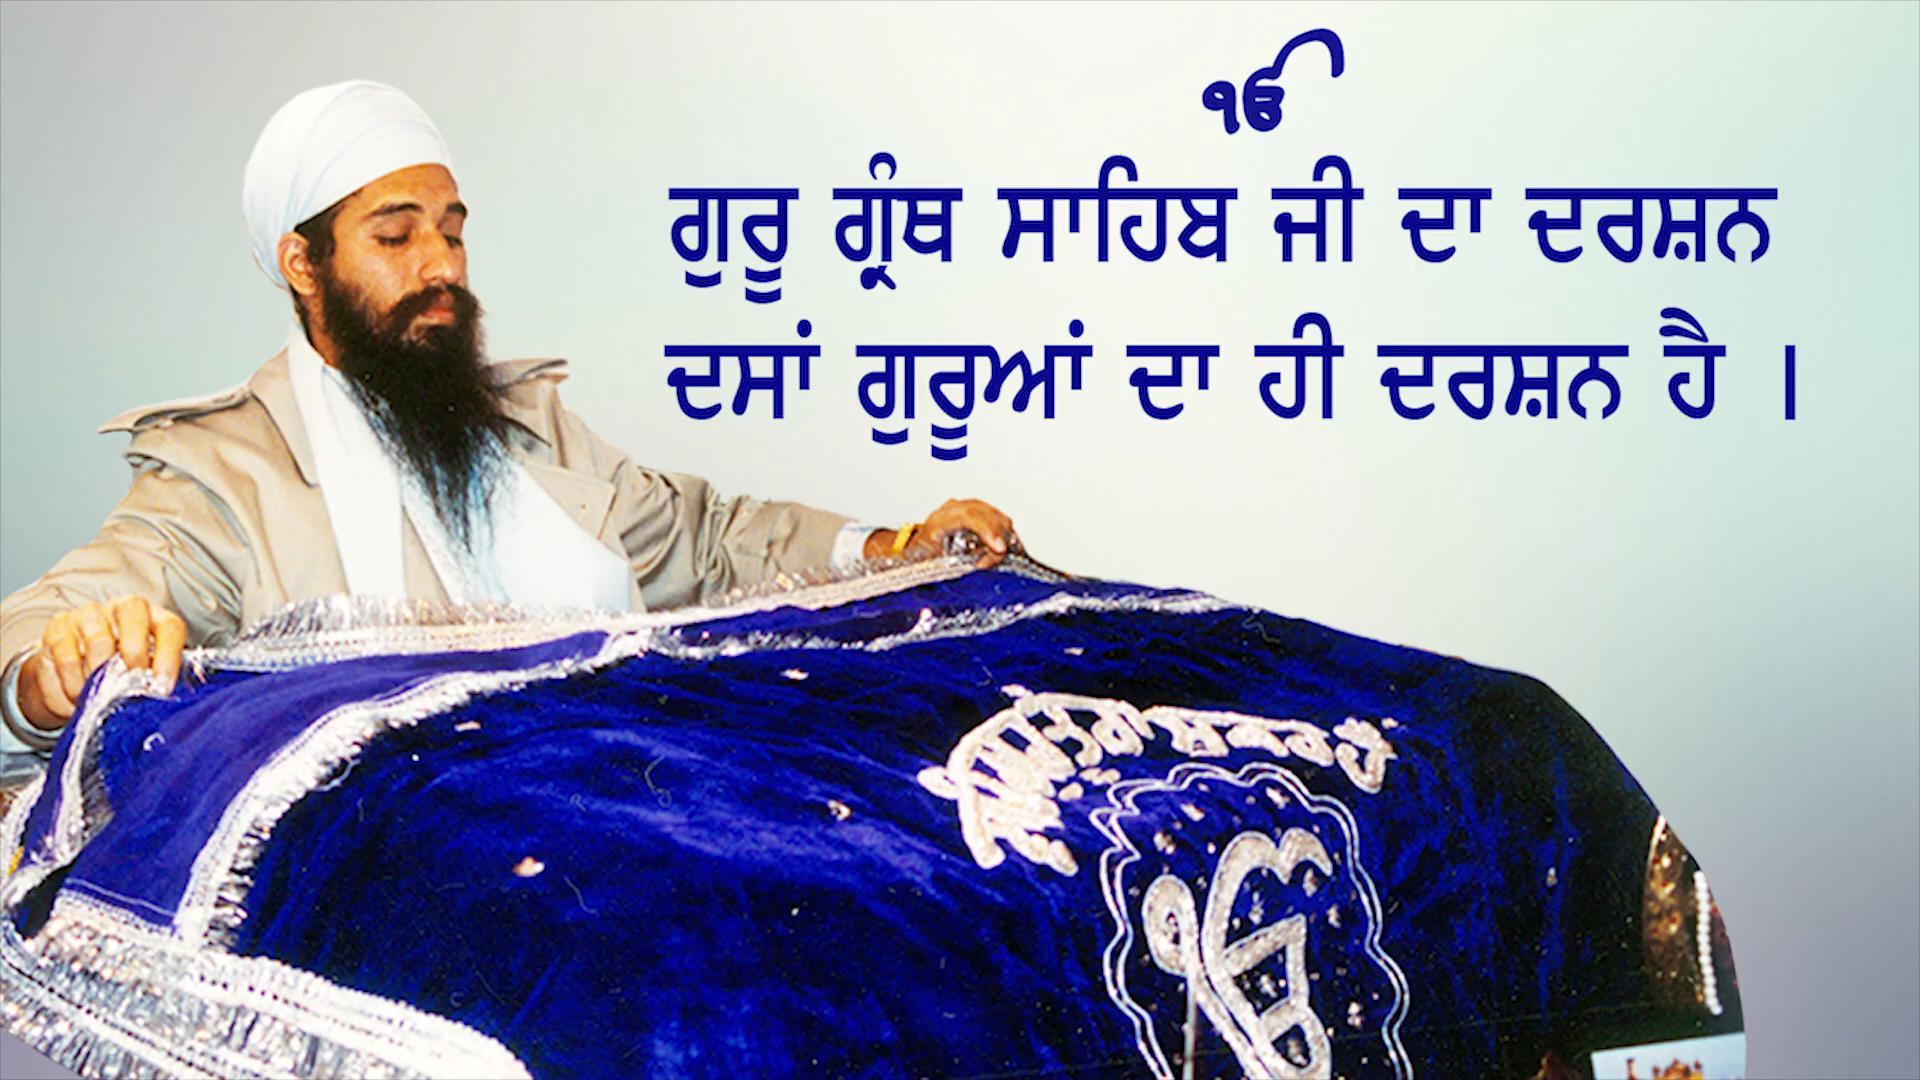 ੴ
ਗੁਰੂ ਗ੍ਰੰਥ ਸਾਹਿਬ ਜੀ ਦਾ ਦਰਸ਼ਨ
ਦਸਾਂ ਗੁਰੂਆਂ ਦਾ ਹੀ ਦਰਸ਼ਨ ਹੈ ।
ੴ